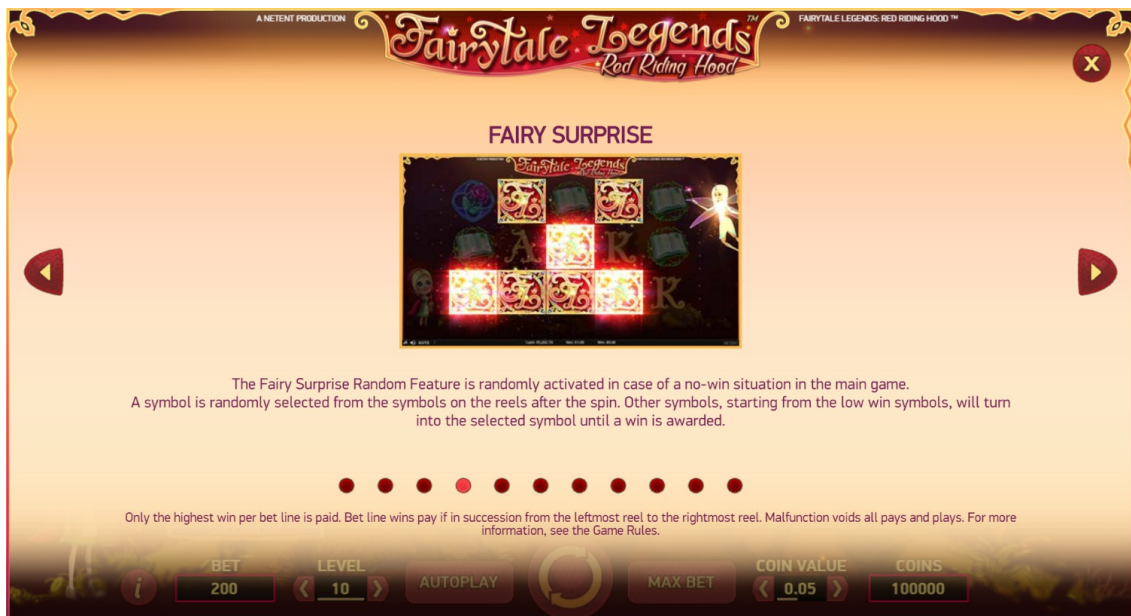 A NETENT PRODUCTION
Fairytale Legends™
Red Riding Hood
FAIRYTALE LEGENDS: RED RIDING HOOD ™
X
FAIRY SURPRISE
Fairytale Legends
A
K
K
The Fairy Surprise Random Feature is randomly activated in case of a no-win situation in the main game.
A symbol is randomly selected from the symbols on the reels after the spin. Other symbols, starting from the low win symbols, will turn
into the selected symbol until a win is awarded.
Only the highest win per bet line is paid. Bet line wins pay if in succession from the leftmost reel to the rightmost reel. Malfunction voids all pays and plays. For more
information, see the Game Rules.
i
BET
200
LEVEL
10
AUTOPLAY
MAX BET
COIN VALUE
0.05
COINS
100000